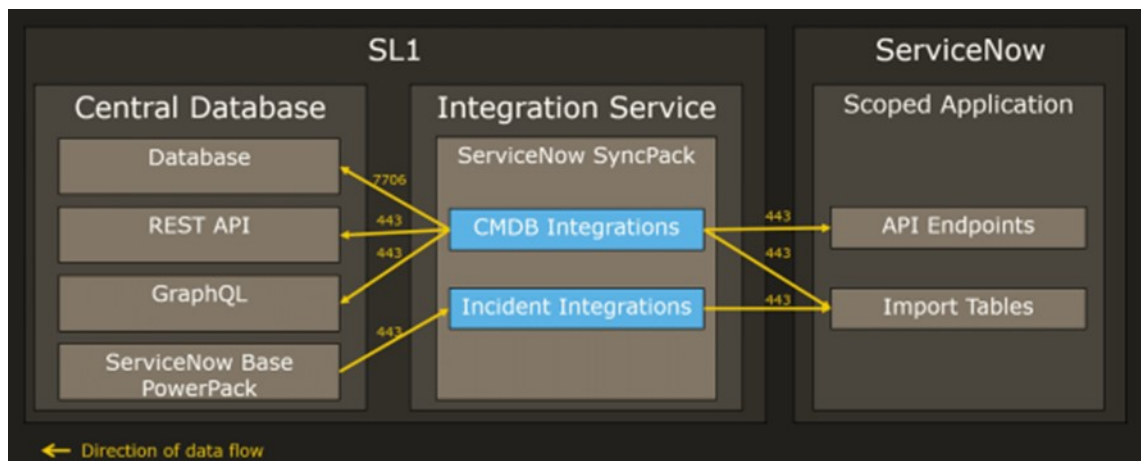 SL1
ServiceNow
Central Database
Integration Service
Scoped Application
Database
ServiceNow SyncPack
7706
REST API
443
CMDB Integrations
443
API Endpoints
443
443
GraphQL
Incident Integrations
443
Import Tables
443
ServiceNow Base
PowerPack
Direction of data flow